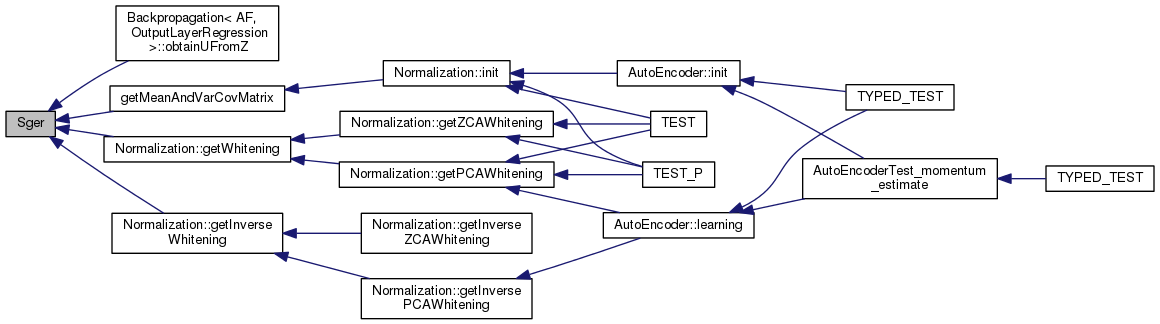 Sger
Backpropagation< AF,
OutputLayerRegression
>::obtainUFromZ
getMeanAndVarCovMatrix
Normalization::getWhitening
Normalization::getInverse
Whitening
Normalization::init
Normalization::getZCAWhitening
Normalization::getPCAWhitening
Normalization::getInverse
ZCAWhitening
Normalization::getInverse
PCAWhitening
AutoEncoder::init
TEST
TEST_P
AutoEncoder::learning
TYPED_TEST
AutoEncoderTest_momentum
_estimate
TYPED_TEST